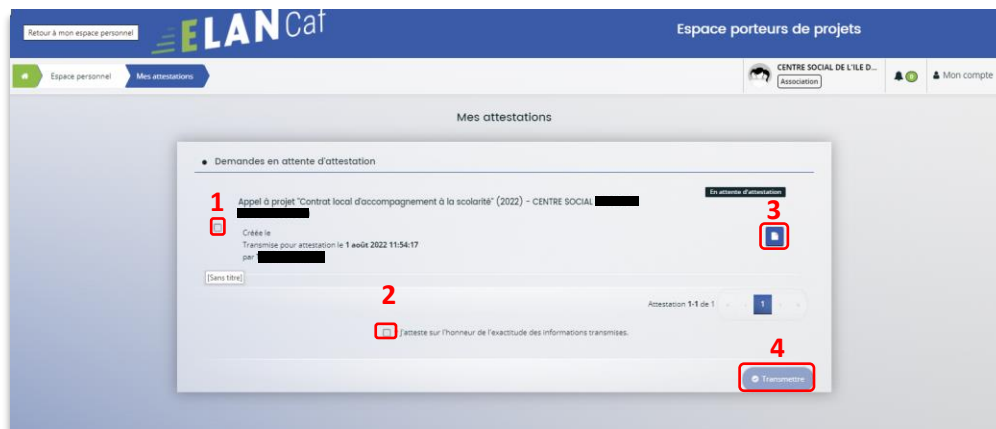 Retour à mon espace personnel
ELAN Caf
Espace porteurs de projets
Espace personnel
Mes attestations
CENTRE SOCIAL DE L'ILE D...
Association
0
Mon compte
Mes attestations
Demandes en attente d'attestation
En attente d'attestation
1
3
Appel à projet "Contrat local d'accompagnement à la scolarité" (2022) - CENTRE SOCIAL
Créée le
Transmise pour attestation le 1 août 2022 11:54:17
par
[Sans titre]
2
Attestation 1-1 de 1
1
J'atteste sur l'honneur de l'exactitude des informations transmises.
4
Transmettre